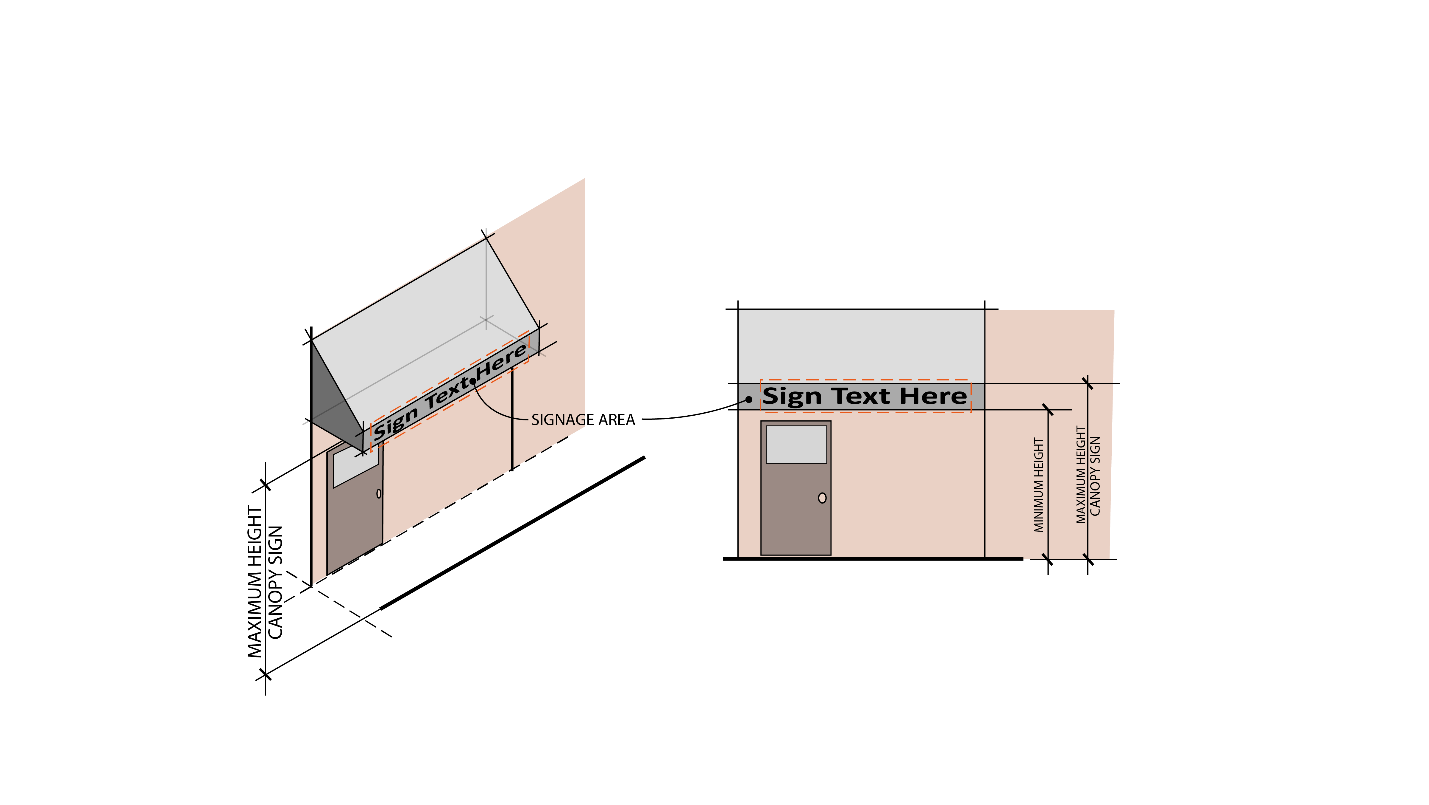 Sign Text Here
SIGNAGE AREA
MAXIMUM HEIGHT
CANOPY SIGN
Sign Text Here
MINIMUM HEIGHT
MAXIMUM HEIGHT
CANOPY SIGN